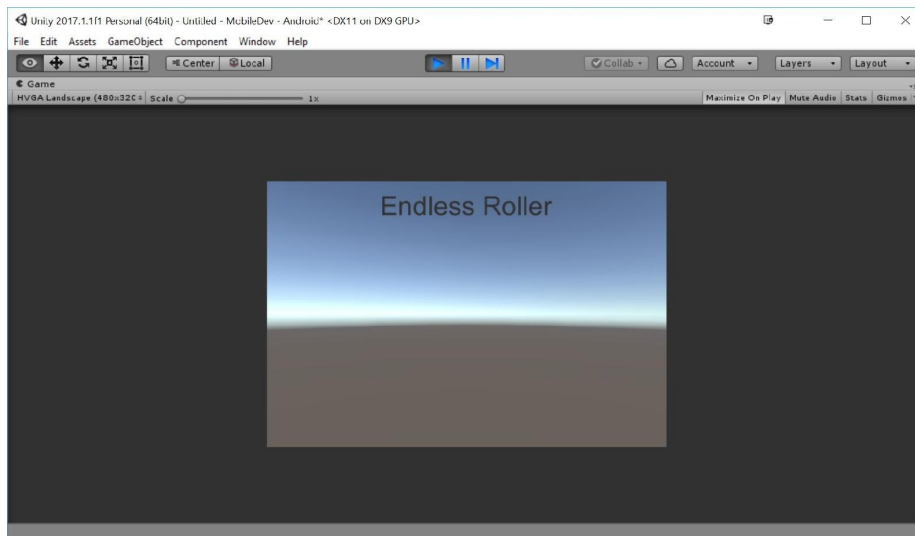 Unity 2017.1.1f1 Personal (64bit) - Untitled - MobileDev - Android* <DX11 on DX9 GPU>
File Edit Assets GameObject Component Window Help
Center Local Collab Account Layers Layout
Game
HVGA Landscape (480x320 Scale 1x Maximize On Play Mute Audio Stats Gizmos
Endless Roller